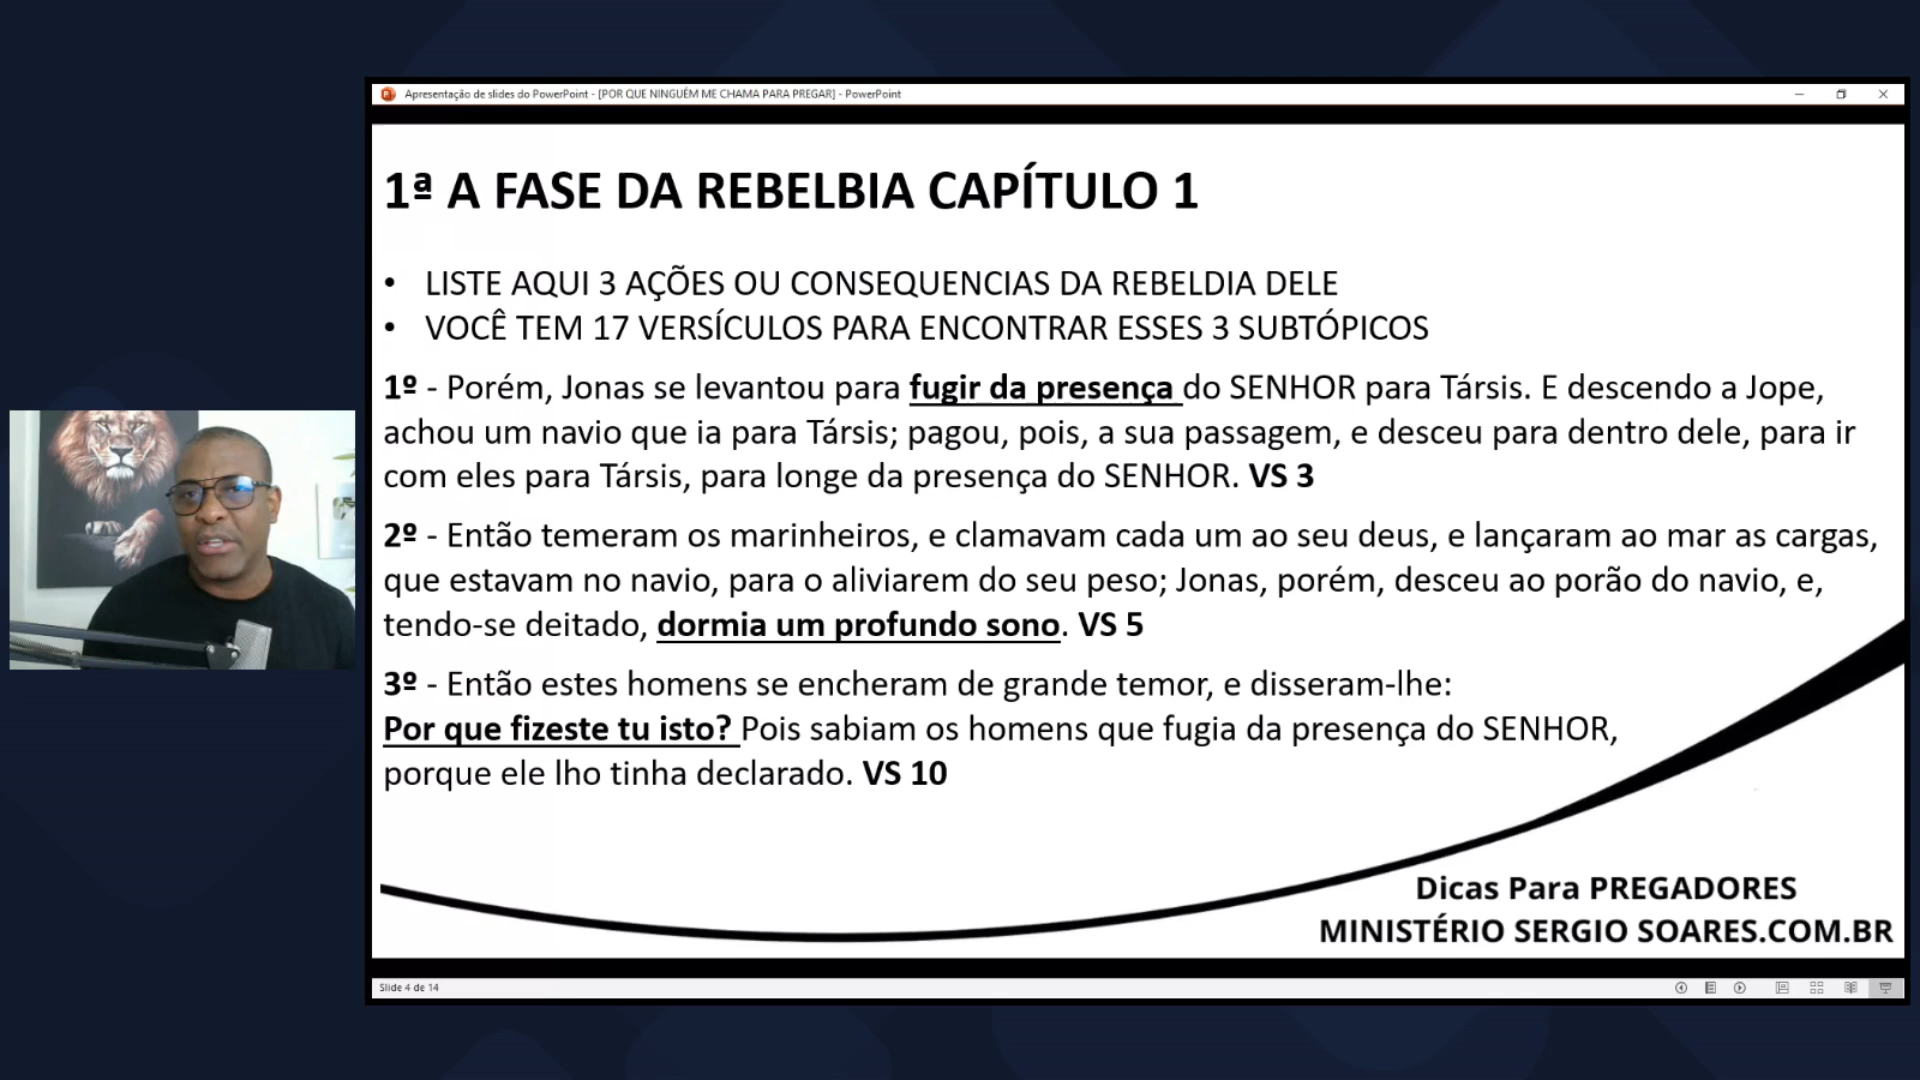 Apresentação de slides do PowerPoint - [POR QUE NINGUÉM ME CHAMA PARA PREGAR] - PowerPoint
1ª A FASE DA REBELBIA CAPÍTULO 1
• LISTE AQUI 3 AÇÕES OU CONSEQUENCIAS DA REBELDIA DELE
• VOCÊ TEM 17 VERSÍCULOS PARA ENCONTRAR ESSES 3 SUBTÓPICOS
1º - Porém, Jonas se levantou para fugir da presença do SENHOR para Társis. E descendo a Jope,
achou um navio que ia para Társis; pagou, pois, a sua passagem, e desceu para dentro dele, para ir
com eles para Társis, para longe da presença do SENHOR. VS 3
2º - Então temeram os marinheiros, e clamavam cada um ao seu deus, e lançaram ao mar as cargas,
que estavam no navio, para o aliviarem do seu peso; Jonas, porém, desceu ao porão do navio, e,
tendo-se deitado, dormia um profundo sono. VS 5
3º - Então estes homens se encheram de grande temor, e disseram-lhe:
Por que fizeste tu isto? Pois sabiam os homens que fugia da presença do SENHOR,
porque ele lho tinha declarado. VS 10
Dicas Para PREGADORES
MINISTÉRIO SERGIO SOARES.COM.BR
Slide 4 de 14